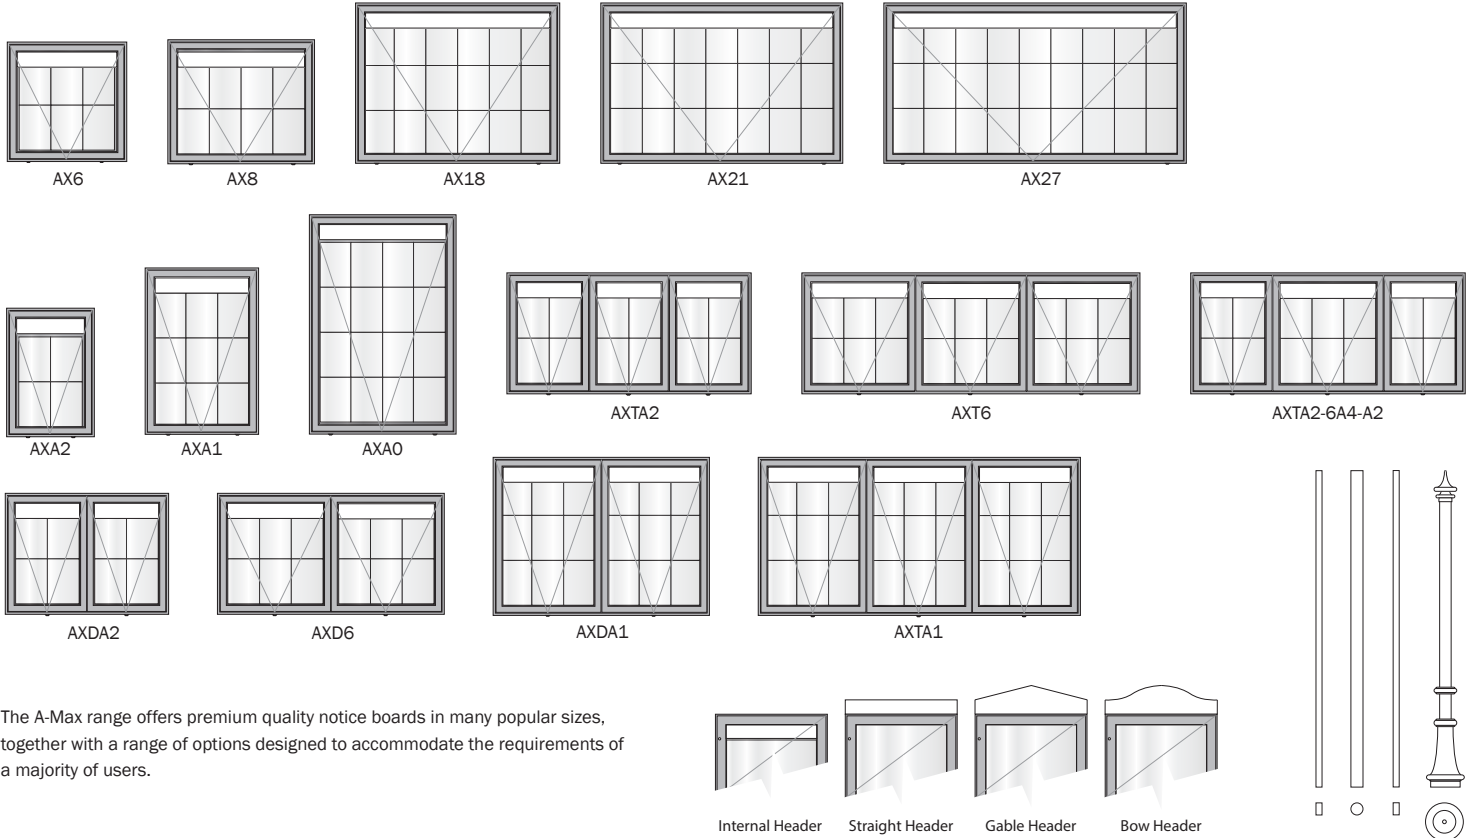 AX6
AX8
AX18
AX21
AX27
AXA2
AXA1
AXA0
AXTA2
AXT6
AXTA2-6A4-A2
AXDA2
AXD6
AXDA1
AXTA1
The A-Max range offers premium quality notice boards in many popular sizes,
together with a range of options designed to accommodate the requirements of
a majority of users.
Internal Header
Straight Header
Gable Header
Bow Header